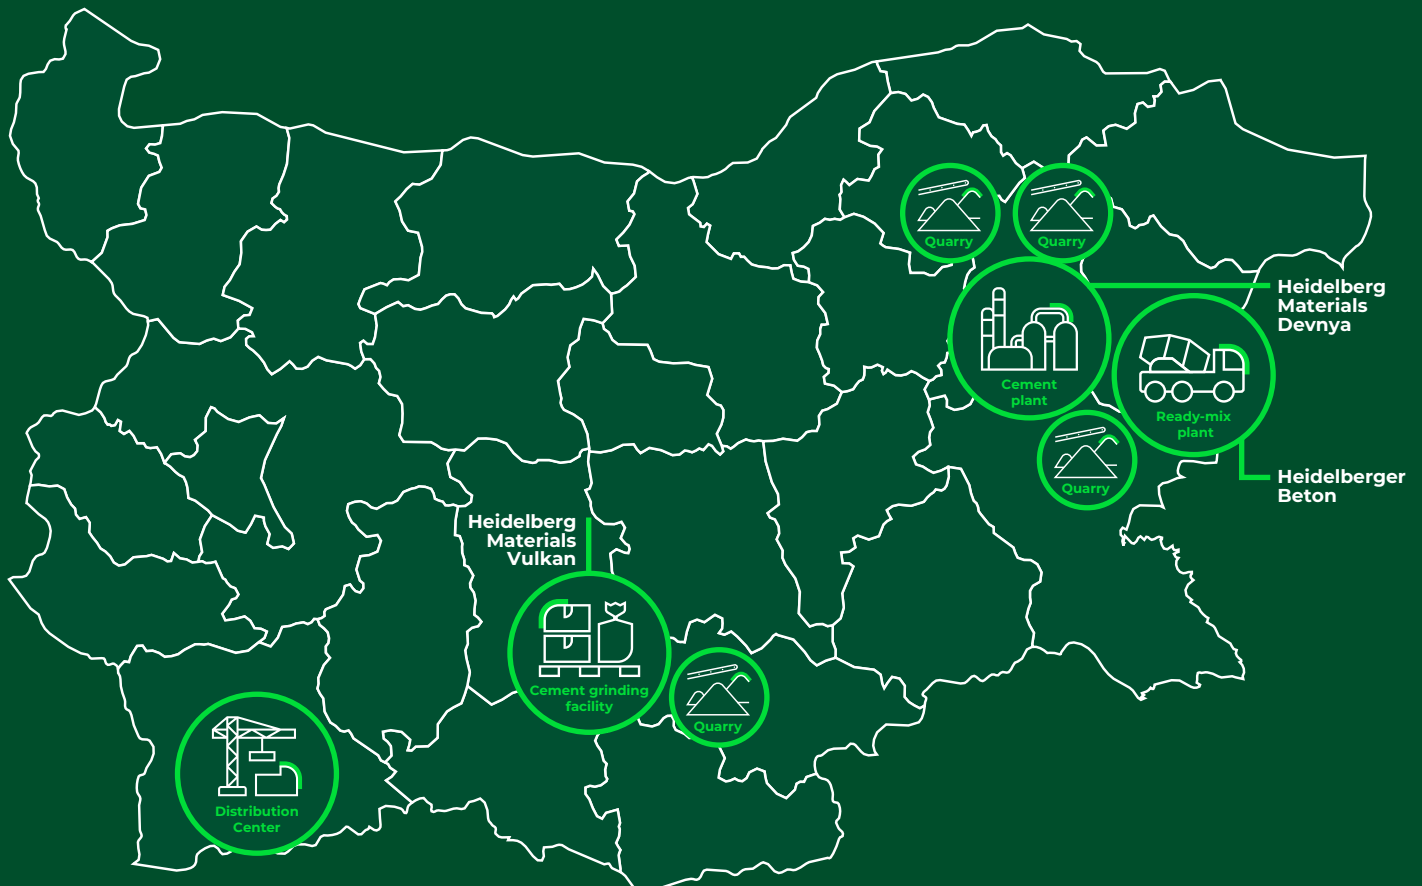 Quarry
Quarry
Heidelberg
Materials
Devnya
Cement
plant
Ready-mix
plant
Quarry
Heidelberger
Beton
Heidelberg
Materials
Vulkan
Cement grinding
facility
Quarry
Distribution
Center